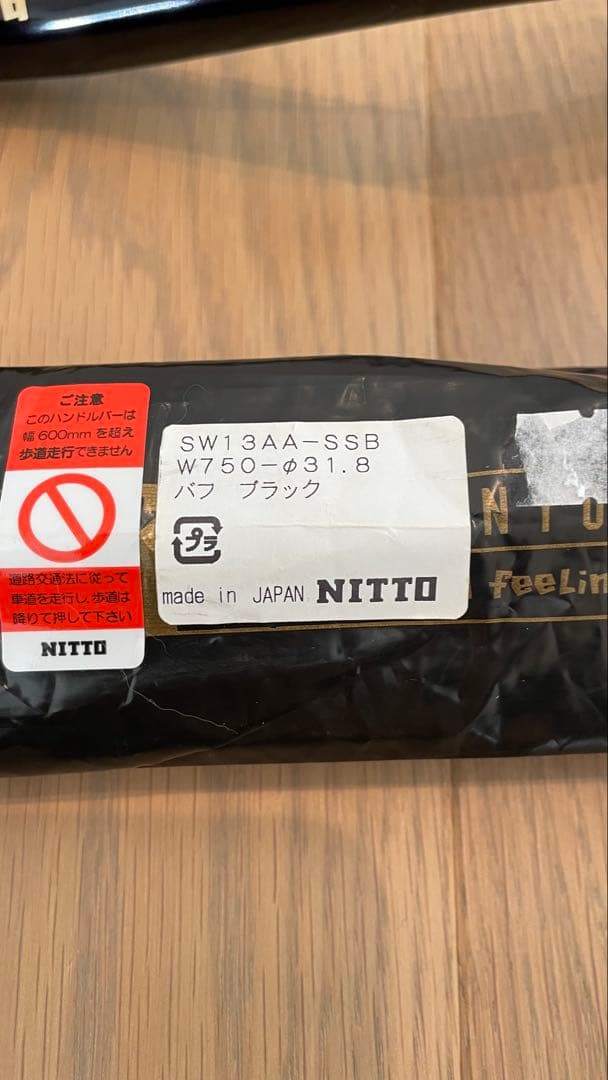 ご注意
このハンドルバーは
幅600mmを超え
歩道走行できません
道路交通法に従って
車道を走行し、歩道は
降りて押して下さい
NITTO
SW13AA-SSB
W750-φ31.8
バフ ブラック
プラ
made in JAPAN NITTO
NITO
feeLin